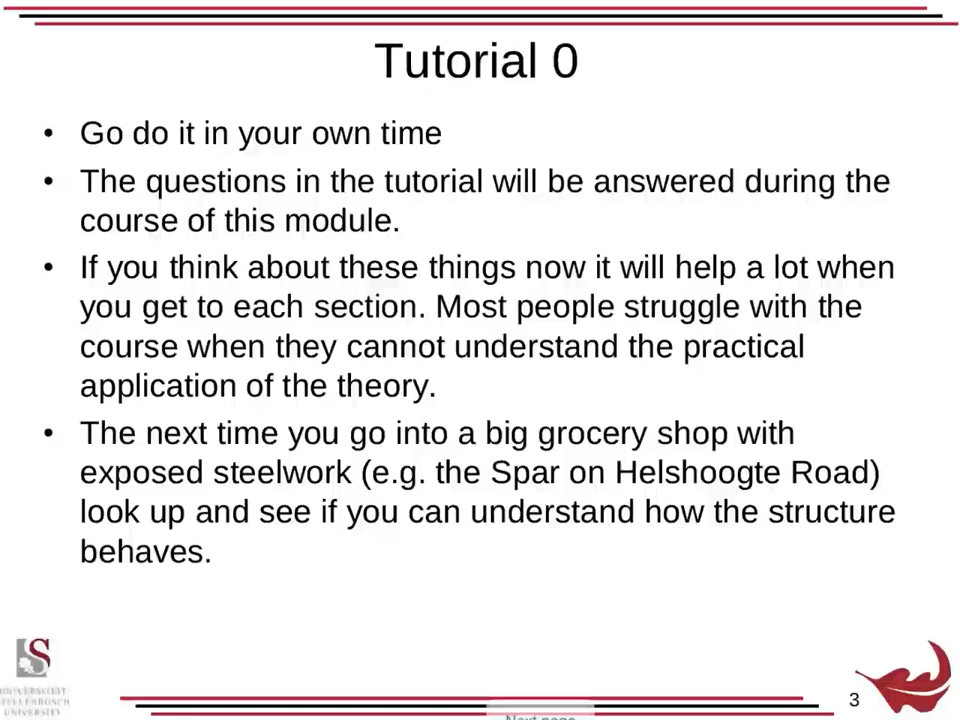 Tutorial 0
• Go do it in your own time
• The questions in the tutorial will be answered during the
course of this module.
• If you think about these things now it will help a lot when
you get to each section. Most people struggle with the
course when they cannot understand the practical
application of the theory.
• The next time you go into a big grocery shop with
exposed steelwork (e.g. the Spar on Helshoogte Road)
look up and see if you can understand how the structure
behaves.
3
Next page